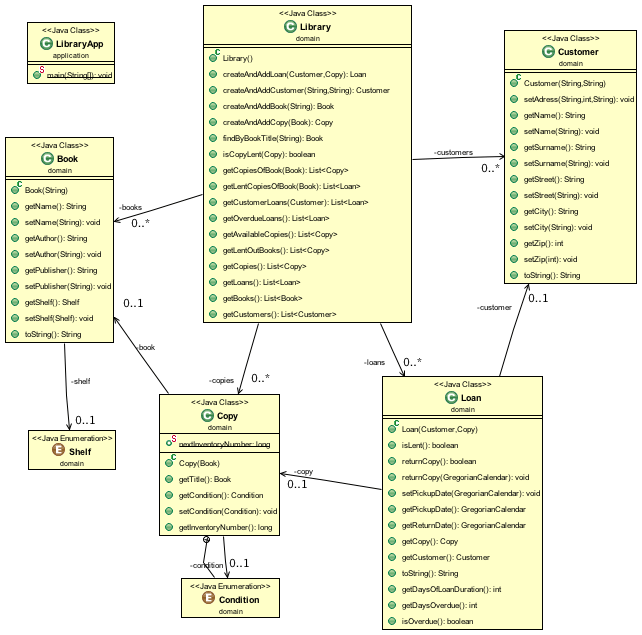 <<Java Class>>
LibraryApp
application
main(String[]): void
<<Java Class>>
Library
domain
Library()
createAndAddLoan(Customer,Copy): Loan
createAndAddCustomer(String,String): Customer
createAndAddBook(String): Book
createAndAddCopy(Book): Copy
findByBookTitle(String): Book
isCopyLent(Copy): boolean
getCopiesOfBook(Book): List<Copy>
getLentCopiesOfBook(Book): List<Loan>
getCustomerLoans(Customer): List<Loan>
getOverdueLoans(): List<Loan>
getAvailableCopies(): List<Copy>
getLentOutBooks(): List<Copy>
getCopies(): List<Copy>
getLoans(): List<Loan>
getBooks(): List<Book>
getCustomers(): List<Customer>
<<Java Class>>
Customer
domain
Customer(String,String)
setAdress(String,int,String): void
getName(): String
setName(String): void
getSurname(): String
setSurname(String): void
getStreet(): String
setStreet(String): void
getCity(): String
setCity(String): void
getZip(): int
setZip(int): void
toString(): String
<<Java Class>>
Book
domain
Book(String)
getName(): String
setName(String): void
getAuthor(): String
setAuthor(String): void
getPublisher(): String
setPublisher(String): void
getShelf(): Shelf
setShelf(Shelf): void
toString(): String
-customers
0..*
-books
0..*
0..1
-book
-copies
0..*
-loans
0..*
-customer
0..1
-shelf
0..1
<<Java Enumeration>>
Shelf
domain
<<Java Class>>
Copy
domain
nextInventoryNumber: long
Copy(Book)
getTitle(): Book
getCondition(): Condition
setCondition(Condition): void
getInventoryNumber(): long
-copy
0..1
<<Java Class>>
Loan
domain
Loan(Customer,Copy)
isLent(): boolean
returnCopy(): boolean
returnCopy(GregorianCalendar): void
setPickupDate(GregorianCalendar): void
getPickupDate(): GregorianCalendar
getReturnDate(): GregorianCalendar
getCopy(): Copy
getCustomer(): Customer
toString(): String
getDaysOfLoanDuration(): int
getDaysOverdue(): int
isOverdue(): boolean
-condition
0..1
<<Java Enumeration>>
Condition
domain